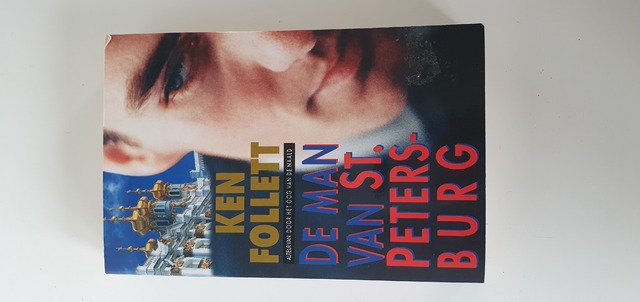 KEN
FOLLETT
AUTEUR VAN DOOR HET OOG VAN DE NAALD
DE MAN
VAN ST.
PETERS-
BURG